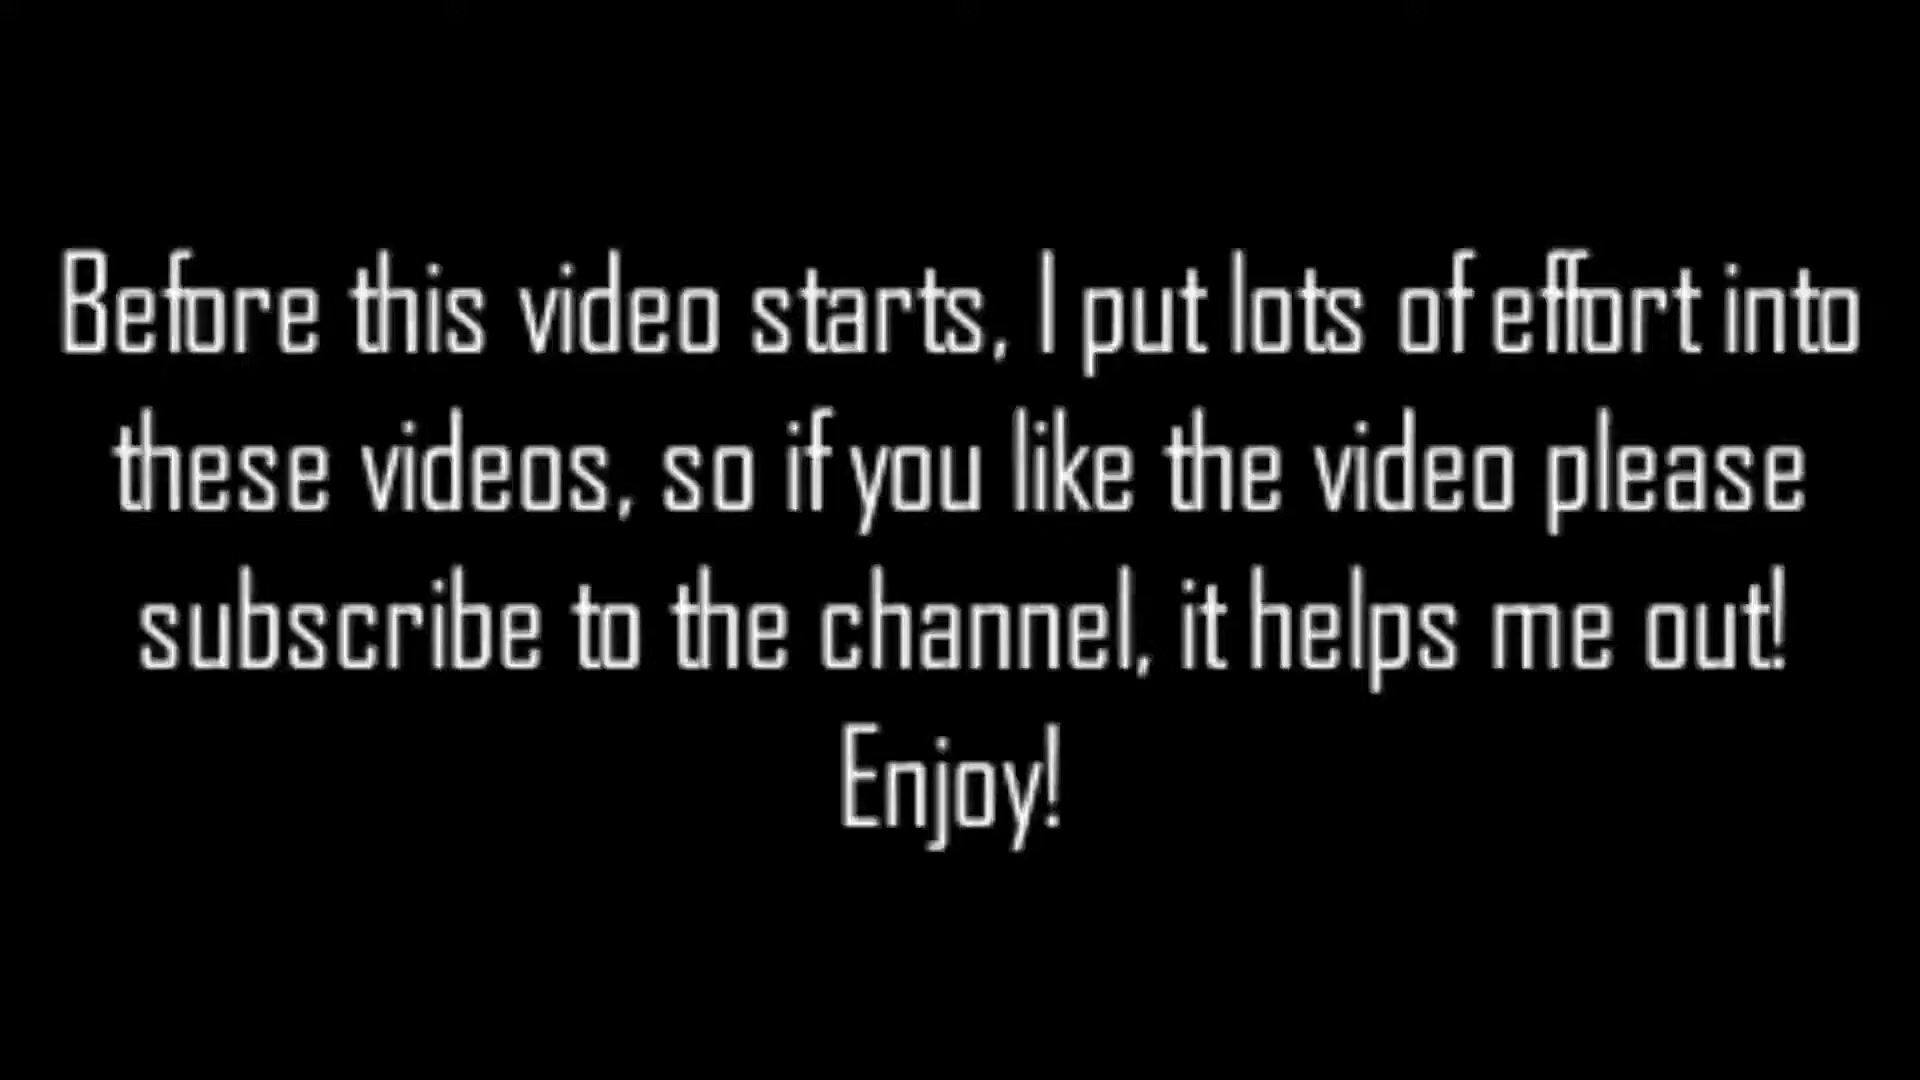 Before this video starts, I put lots of effort into
these videos, so if you like the video please
subscribe to the channel, it helps me out!
Enjoy!